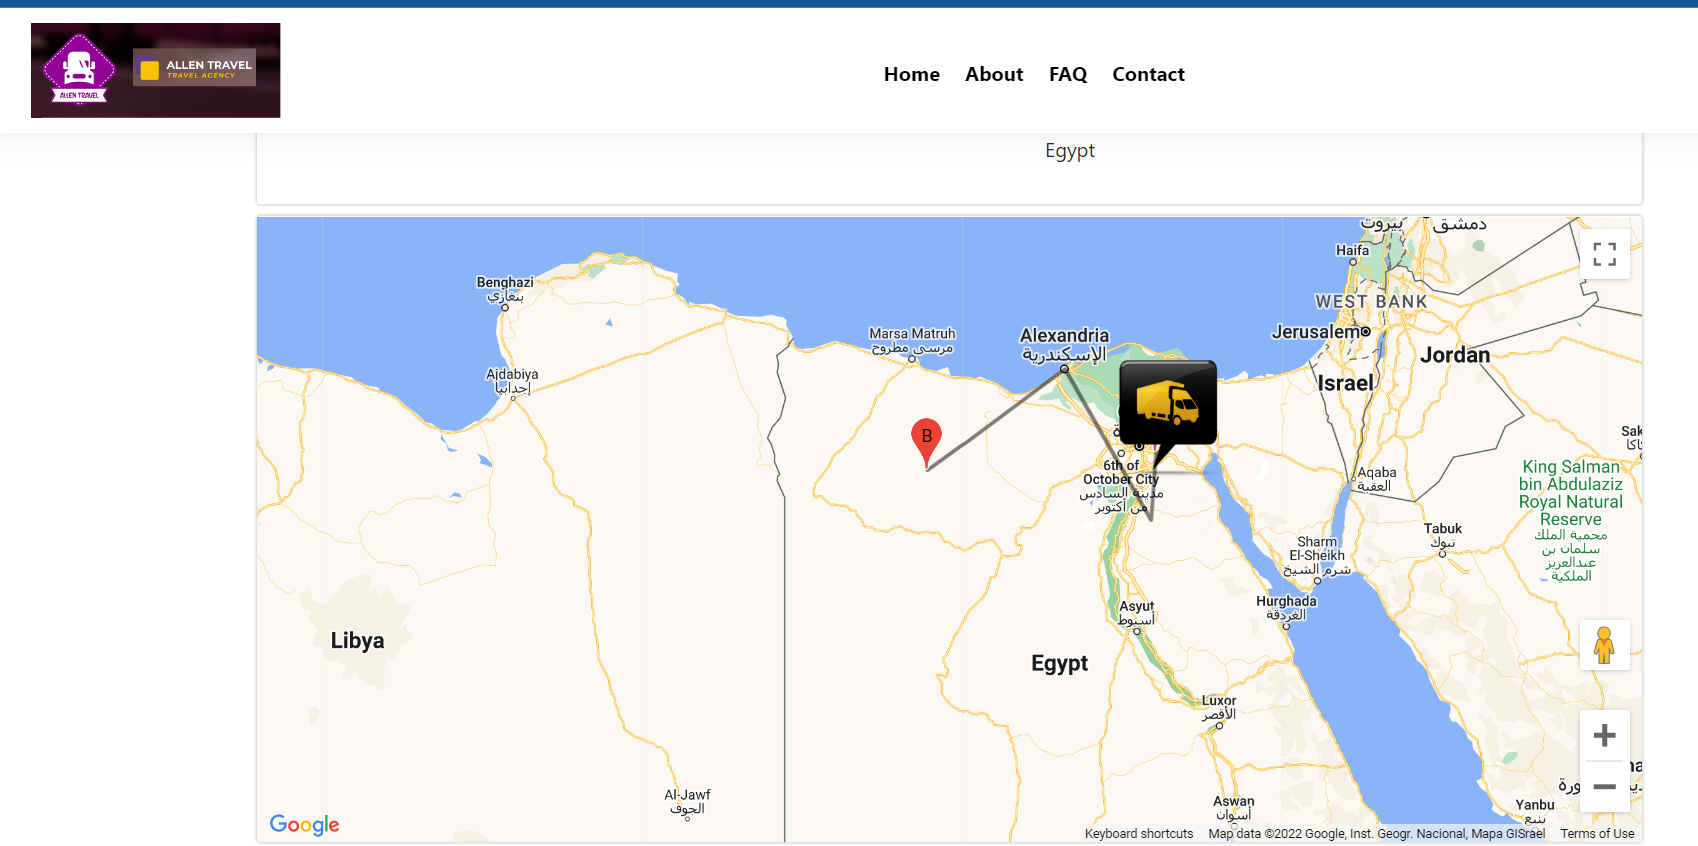 ALLEN TRAVEL
TRAVEL AGENCY
ALLEN TRAVEL
Home About FAQ Contact
Egypt
بيروت
دمشق
Haifa
Benghazi
بنغازي
WEST BANK
Marsa Matruh
مرسى مطروح
Alexandria
الإسكندرية
Jerusalem
Jordan
Ajdabiya
إجدابيا
Israel
B
6th of
October City
مدينة السادس
من أكتوبر
Aqaba
العقبة
King Salman
bin Abdulaziz
Royal Natural
Reserve
محمية الملك
سلمان بن
عبدالعزيز
الملكية
Tabuk
تبوك
Sharm
El-Sheikh
شرم الشيخ
Hurghada
الغردقة
Asyut
أسيوط
Libya
Egypt
Luxor
الأقصر
Al-Jawf
الجوف
Aswan
أسوان
Yanbu
ينبع
Google
Keyboard shortcuts Map data ©2022 Google, Inst. Geogr. Nacional, Mapa GISrael Terms of Use